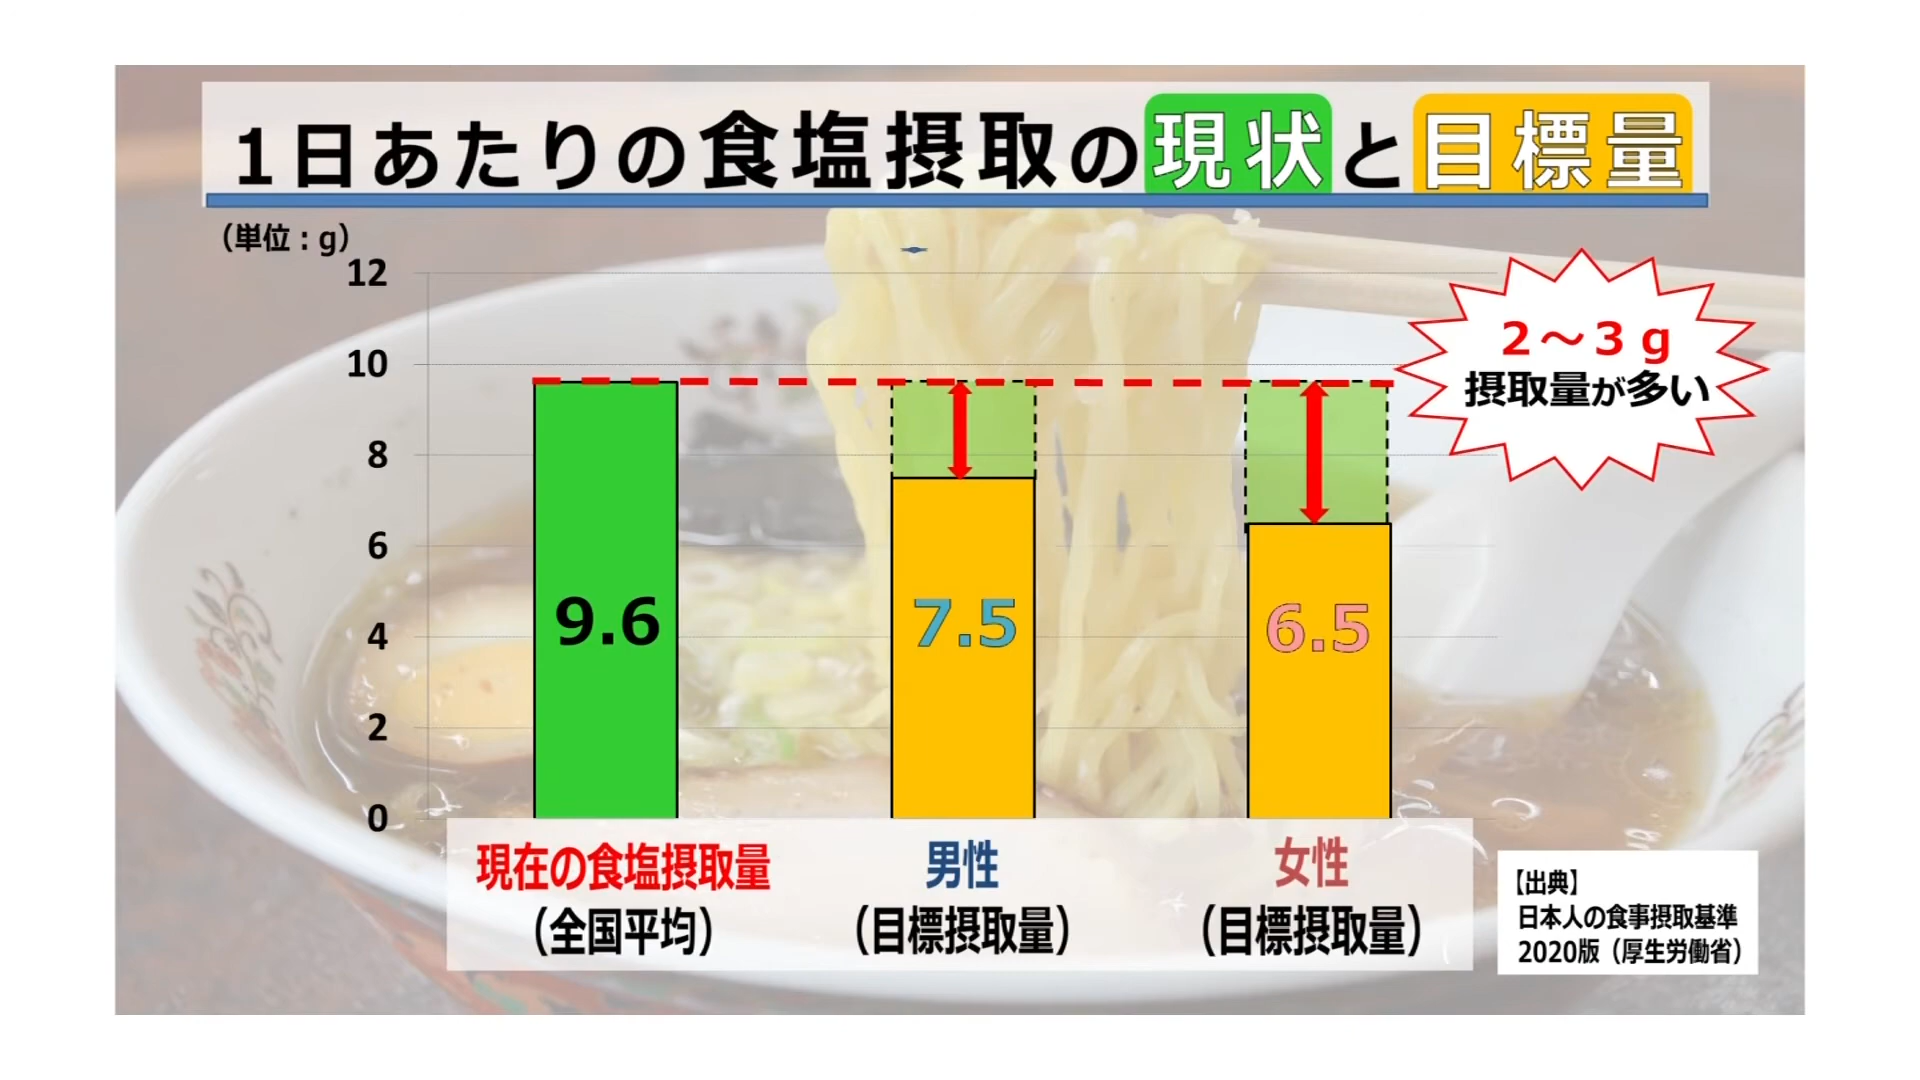 1日あたりの食塩摂取の現状と目標量
（単位：g）
12
10
8
6
4
2
0
２～３ｇ
摂取量が多い
9.6
7.5
6.5
現在の食塩摂取量
（全国平均）
男性
（目標摂取量）
女性
（目標摂取量）
【出典】
日本人の食事摂取基準
2020版（厚生労働省）